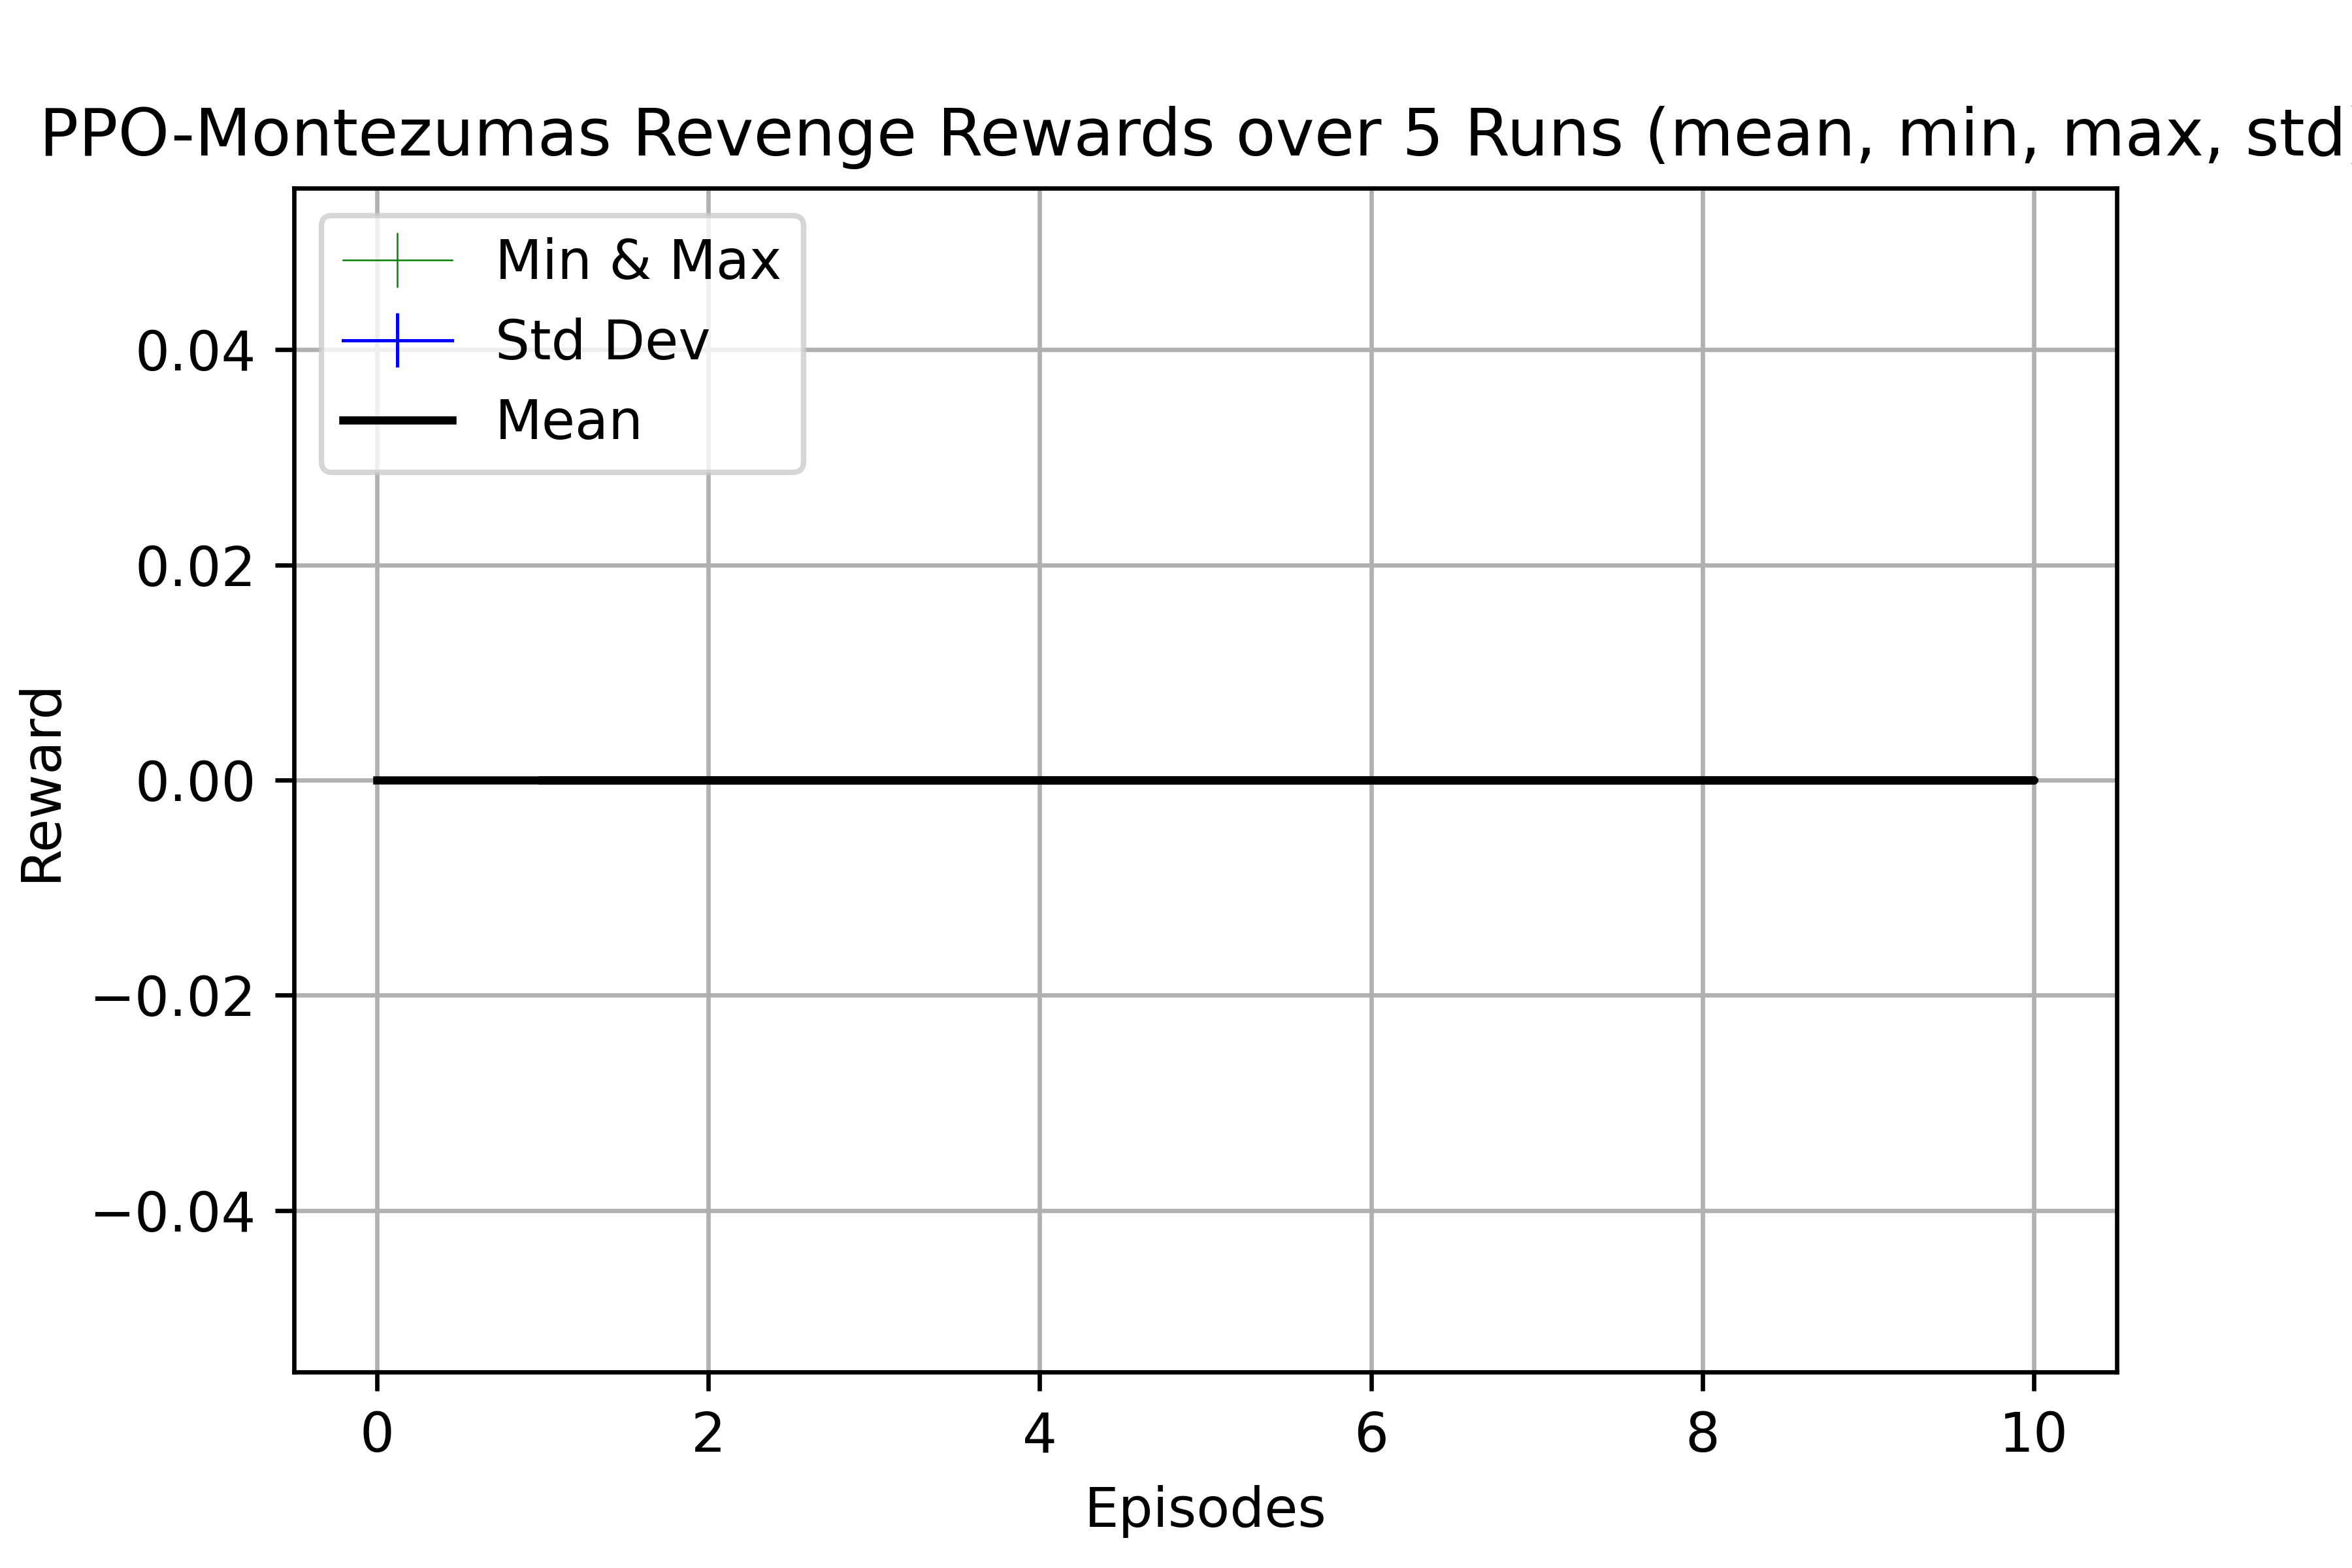 PPO-Montezumas Revenge Rewards over 5 Runs (mean, min, max, std
Min & Max
Std Dev
Mean
0.04
0.02
0.00
−0.02
−0.04
Reward
0
2
4
6
8
10
Episodes